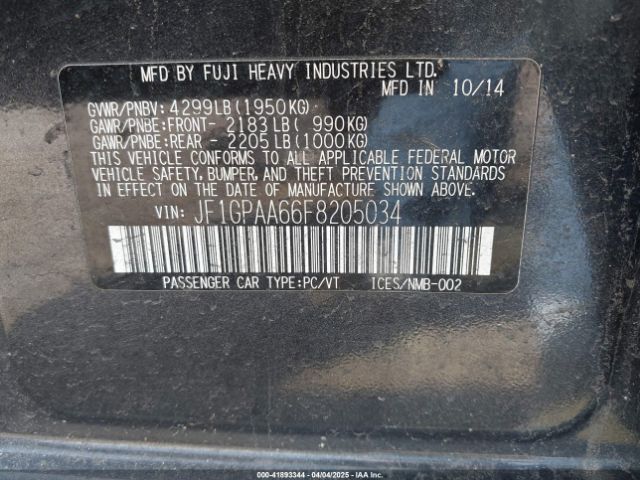 MFD BY FUJI HEAVY INDUSTRIES LTD.
MFD IN 10/14
GVWR/PNBV: 4299LB(1950KG)
GAWR/PNBE:FRONT- 2183LB( 990KG)
GAWR/PNBE:REAR - 2205LB(1000KG)
THIS VEHICLE CONFORMS TO ALL APPLICABLE FEDERAL MOTOR
VEHICLE SAFETY, BUMPER, AND THEFT PREVENTION STANDARDS
IN EFFECT ON THE DATE OF MANUFACTURE SHOWN ABOVE.
VIN: JF1GPAA66F8205034
PASSENGER CAR TYPE:PC/VT ICES/NMB-002
000-41893344 04/04/2025 Copyright IAA, LLC.